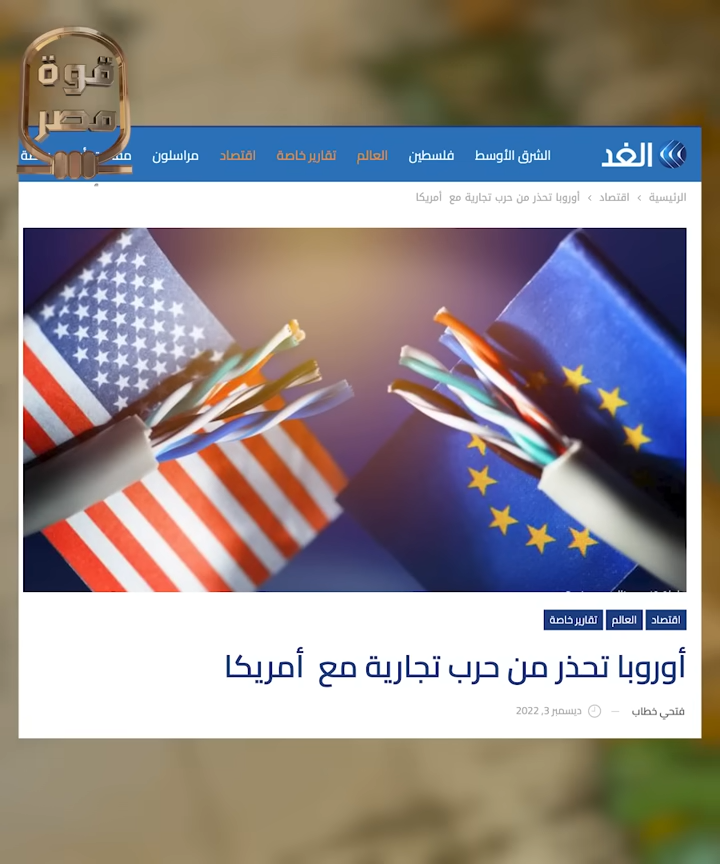 قوة
مصر
الغد
الشرق الأوسط فلسطين العالم تقارير خاصة اقتصاد مراسلون
الرئيسية › اقتصاد › أوروبا تحذر من حرب تجارية مع أمريكا
اقتصاد العالم تقارير خاصة
أوروبا تحذر من حرب تجارية مع أمريكا
فتحي خطاب — ديسمبر 3, 2022